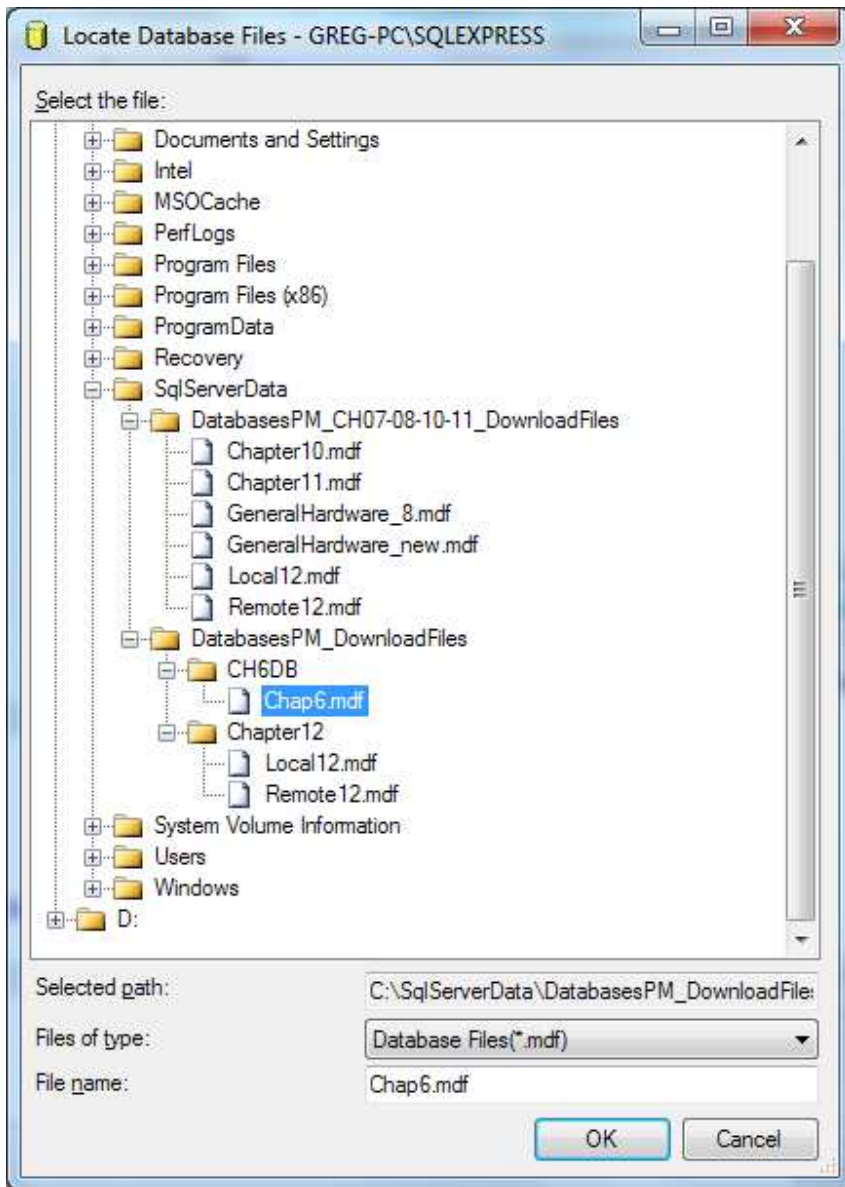 Locate Database Files - GREG-PC\SQLEXPRESS
Select the file:
Documents and Settings
Intel
MSOCache
PerfLogs
Program Files
Program Files (x86)
ProgramData
Recovery
SqlServerData
DatabasesPM_CH07-08-10-11_DownloadFiles
Chapter10.mdf
Chapter11.mdf
GeneralHardware_8.mdf
GeneralHardware_new.mdf
Local12.mdf
Remote12.mdf
DatabasesPM_DownloadFiles
CH6DB
Chap6.mdf
Chapter12
Local12.mdf
Remote12.mdf
System Volume Information
Users
Windows
D:
Selected path: C:\SqlServerData\DatabasesPM_DownloadFile
Files of type: Database Files(*.mdf)
File name: Chap6.mdf
OK Cancel